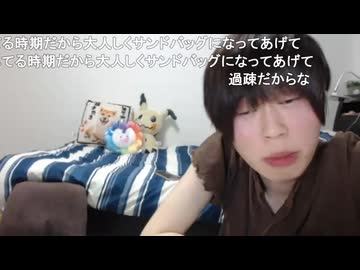 る時期だから大人しくサンドバッグになってあげて
てる時期だから大人しくサンドバッグになってあげて
過疎だからな